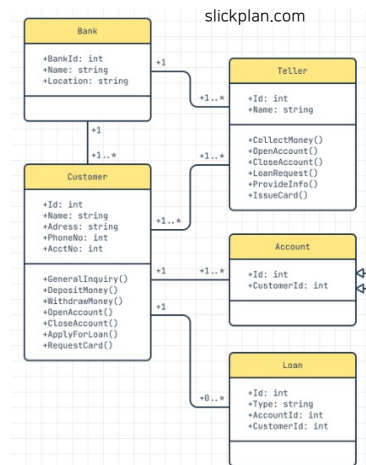 slickplan.com
Bank
+BankId: int
+Name: string
+Location: string
+1
+1..*
Teller
+Id: int
+Name: string
+CollectMoney()
+OpenAccount()
+CloseAccount()
+LoanRequest()
+ProvideInfo()
+IssueCard()
+1
+1..*
Customer
+Id: int
+Name: string
+Adress: string
+PhoneNo: int
+AcctNo: int
+GeneralInquiry()
+DepositMoney()
+WithdrawMoney()
+OpenAccount()
+CloseAccount()
+ApplyForLoan()
+RequestCard()
+1..*
+1..*
+1
+1..*
Account
+Id: int
+CustomerId: int
+1
+0..*
Loan
+Id: int
+Type: string
+AccountId: int
+CustomerId: int